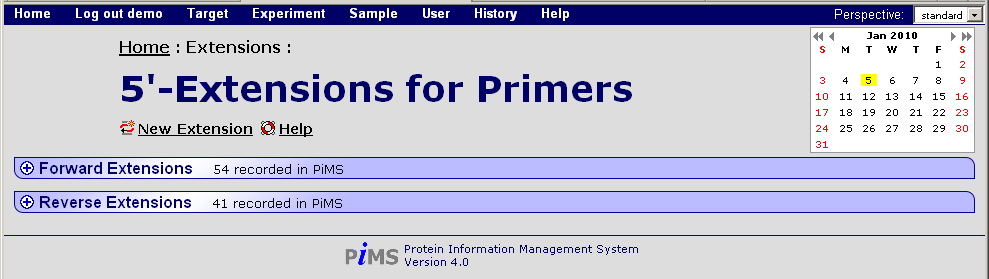 Home Log out demo Target Experiment Sample User History Help Perspective: standard
Jan 2010
S M T W T F S
1 2
3 4 5 6 7 8 9
10 11 12 13 14 15 16
17 18 19 20 21 22 23
24 25 26 27 28 29 30
31
Home : Extensions :
5'-Extensions for Primers
New Extension Help
Forward Extensions 54 recorded in PiMS
Reverse Extensions 41 recorded in PiMS
PiMS Protein Information Management System
Version 4.0